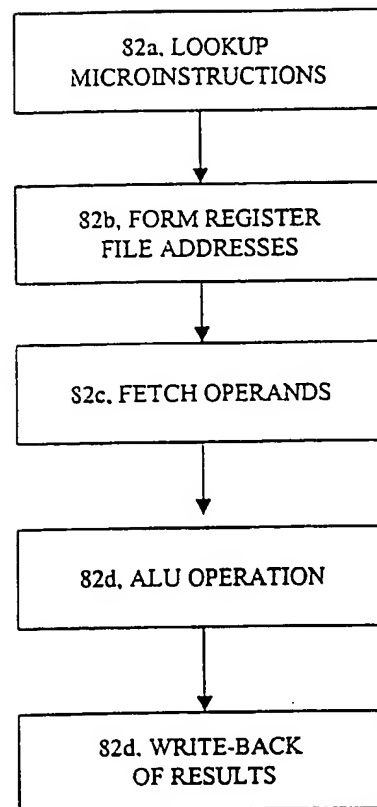 82a. LOOKUP
MICROINSTRUCTIONS
82b, FORM REGISTER
FILE ADDRESSES
82c. FETCH OPERANDS
82d, ALU OPERATION
82d. WRITE-BACK
OF RESULTS